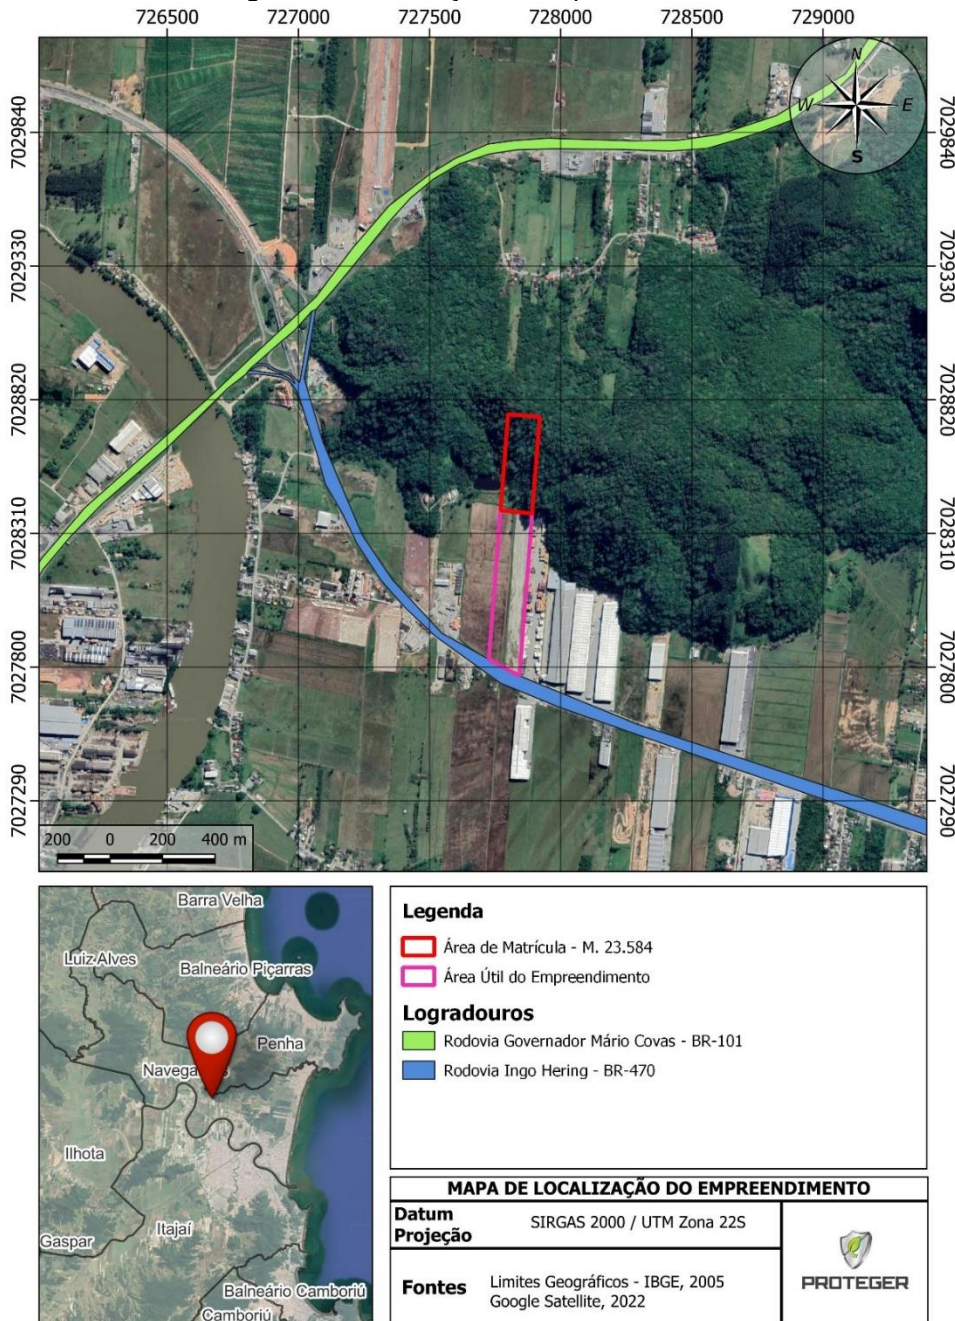 726500 727000 727500 728000 728500 729000
N
W E
S
7029840 7029840
7029330 7029330
7028820 7028820
7028310 7028310
7027800 7027800
7027290 7027290
200 0 200 400 m
Barra Velha
Luiz Alves
Balneário Piçarras
Penha
Ilhota
Itajaí
Gaspar
Balneário Camboriú
Camboriú
Legenda
Área de Matrícula - M. 23.584
Área Útil do Empreendimento
Logradouros
Rodovia Governador Mário Covas - BR-101
Rodovia Ingo Hering - BR-470
MAPA DE LOCALIZAÇÃO DO EMPREENDIMENTO
Datum
Projeção
SIRGAS 2000 / UTM Zona 22S
Fontes
Limites Geográficos - IBGE, 2005
Google Satellite, 2022
PROTEGER